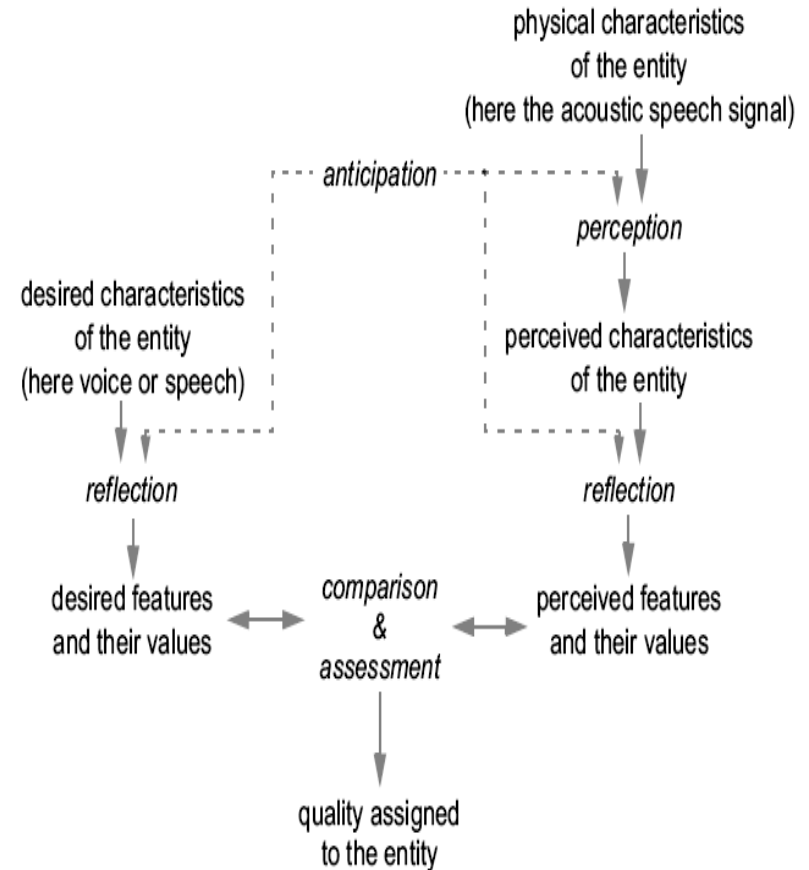 physical characteristics
of the entity
(here the acoustic speech signal)
anticipation
perception
desired characteristics
of the entity
(here voice or speech)
perceived characteristics
of the entity
reflection
reflection
desired features
and their values
comparison
&
assessment
perceived features
and their values
quality assigned
to the entity